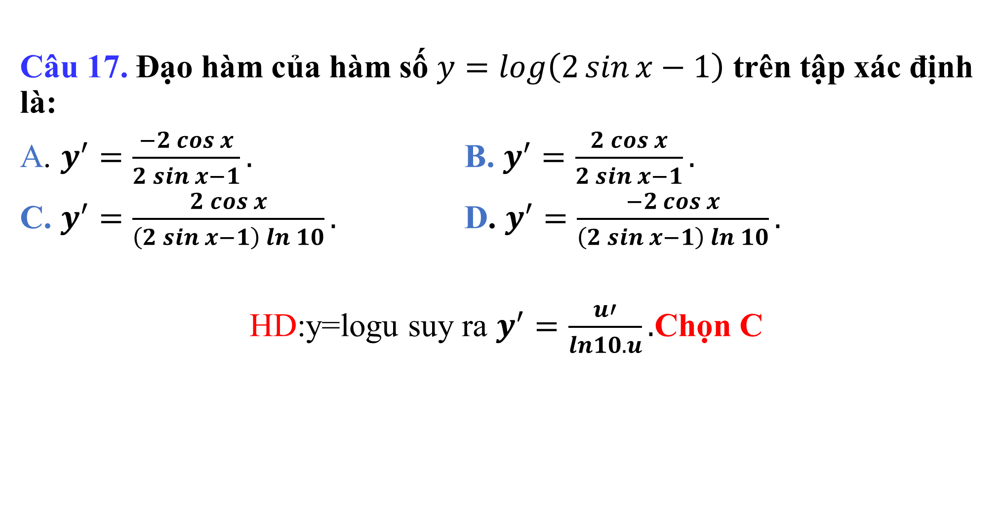 Câu 17. Đạo hàm của hàm số y = log(2 sin x − 1) trên tập xác định
là:
A. y′ = \frac{−2 cos x}{2 sin x−1}. B. y′ = \frac{2 cos x}{2 sin x−1}.
C. y′ = \frac{2 cos x}{(2 sin x−1) ln 10}. D. y′ = \frac{−2 cos x}{(2 sin x−1) ln 10}.
HD:y=logu suy ra y′ = \frac{u′}{ln10.u}.Chọn C